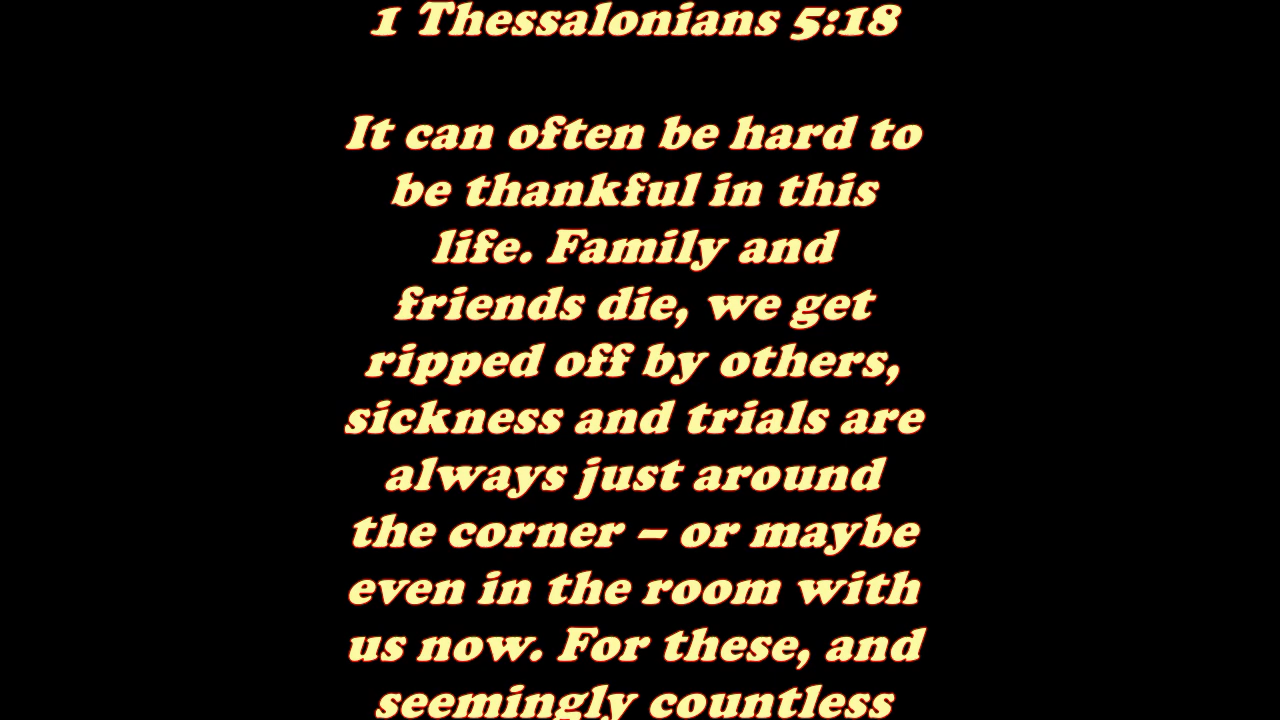 1 Thessalonians 5:18
It can often be hard to
be thankful in this
life. Family and
friends die, we get
ripped off by others,
sickness and trials are
always just around
the corner – or maybe
even in the room with
us now. For these, and
seemingly countless